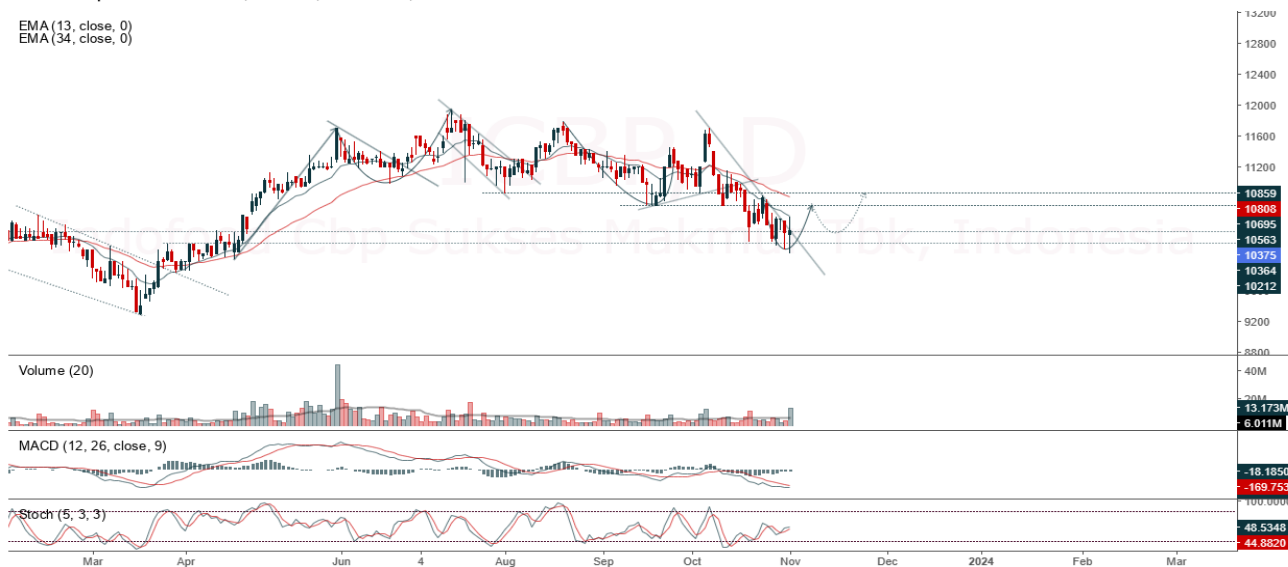 EMA (13, close, 0)
EMA (34, close, 0)
13200
12800
12400
12000
11600
11200
10859
10808
10695
10563
10375
10364
10212
9200
8800
ICBP, D
Indofood Cbp Sukses Makmur Tbk, Indonesia
Volume (20)
40M
20M
13.173M
6.011M
MACD (12, 26, close, 9)
-18.1850
-169.753
Stoch (5, 3, 3)
100.0000
48.5348
44.8820
Mar Apr Jun 4 Aug Sep Oct Nov Dec 2024 Feb Mar